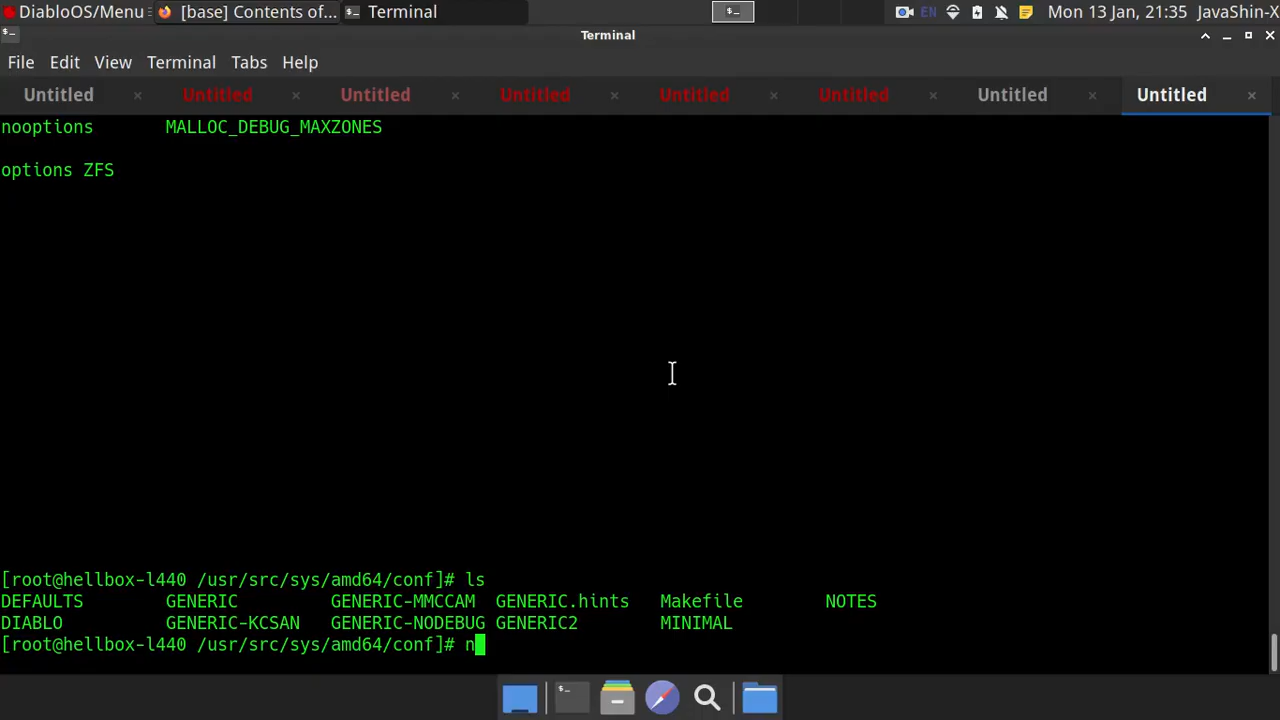 DiabloOS/Menu [base] Contents of... Terminal EN Mon 13 Jan, 21:35 JavaShin-X
Terminal
File Edit View Terminal Tabs Help
Untitled × Untitled × Untitled × Untitled × Untitled × Untitled × Untitled × Untitled ×
nooptions MALLOC_DEBUG_MAXZONES
options ZFS
[root@hellbox-l440 /usr/src/sys/amd64/conf]# ls
DEFAULTS GENERIC GENERIC-MMCCAM GENERIC.hints Makefile NOTES
DIABLO GENERIC-KCSAN GENERIC-NODEBUG GENERIC2 MINIMAL
[root@hellbox-l440 /usr/src/sys/amd64/conf]# n